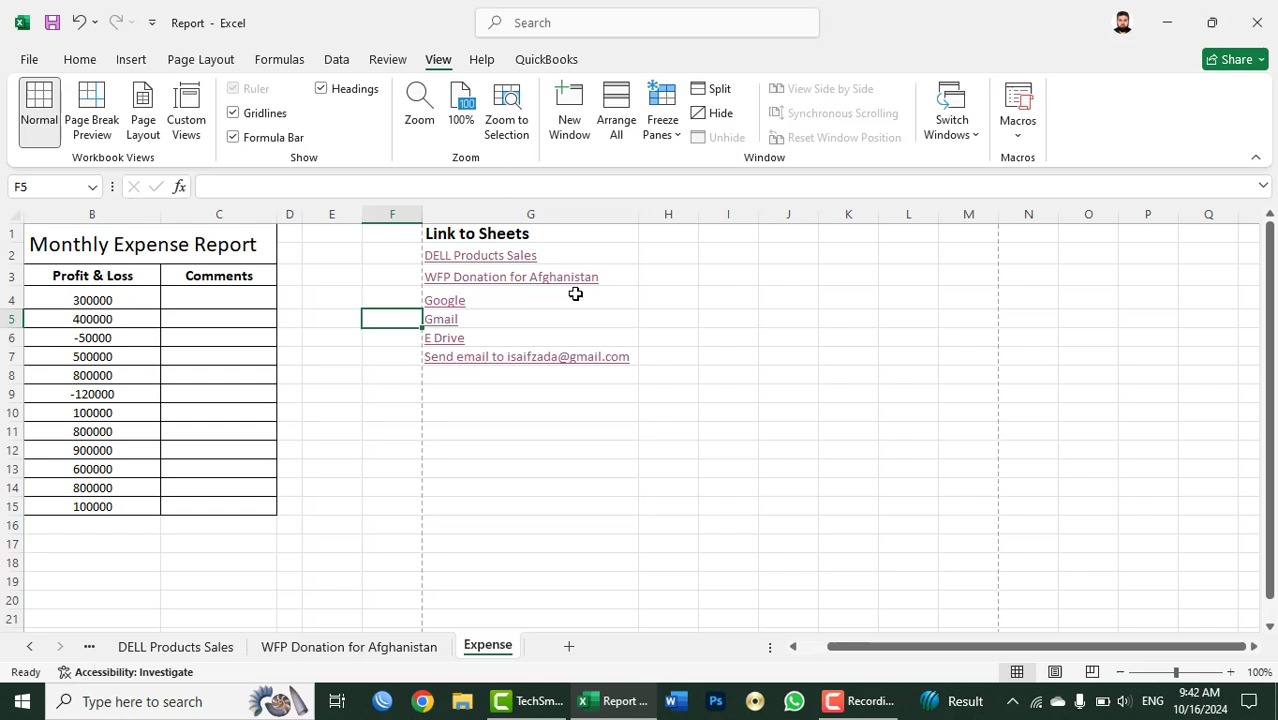 Report - Excel
Search
File Home Insert Page Layout Formulas Data Review View Help QuickBooks
Share
Normal
Page Break Preview
Page Layout
Custom Views
Workbook Views
Ruler
Gridlines
Formula Bar
Headings
Show
Zoom
100
100%
Zoom to Selection
Zoom
New Window
Arrange All
Freeze Panes
Split
Hide
Unhide
View Side by Side
Synchronous Scrolling
Reset Window Position
Switch Windows
Window
Macros
Macros
F5
fx
B C D E F G H I J K L M N O P Q
1 Monthly Expense Report Link to Sheets
2 DELL Products Sales
3 Profit & Loss Comments WFP Donation for Afghanistan
4 300000 Google
5 400000 Gmail
6 -50000 E Drive
7 500000 Send email to isaifzada@gmail.com
8 800000
9 -120000
10 100000
11 800000
12 900000
13 600000
14 800000
15 100000
16
17
18
19
20
21
DELL Products Sales WFP Donation for Afghanistan Expense
Ready Accessibility: Investigate 100%
Type here to search
TechSm...
Report ...
Recordi...
Result
ENG
9:42 AM
10/16/2024